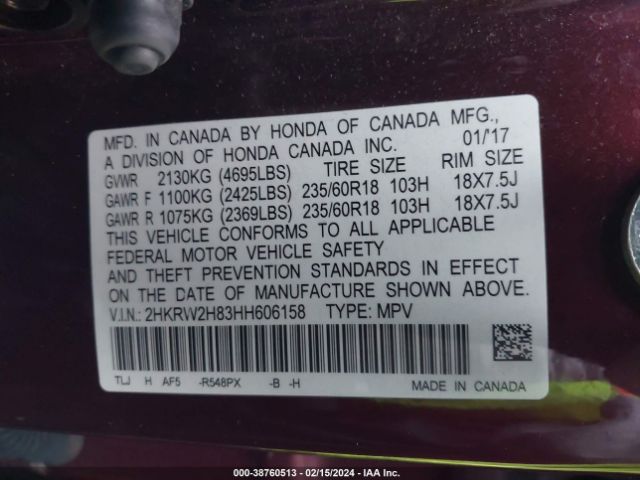 MFD. IN CANADA BY HONDA OF CANADA MFG.,
A DIVISION OF HONDA CANADA INC. 01/'17
GVWR 2130KG (4695LBS) TIRE SIZE RIM SIZE
GAWR F 1100KG (2425LBS) 235/60R18 103H 18X7.5J
GAWR R 1075KG (2369LBS) 235/60R18 103H 18X7.5J
THIS VEHICLE CONFORMS TO ALL APPLICABLE
FEDERAL MOTOR VEHICLE SAFETY
AND THEFT PREVENTION STANDARDS IN EFFECT
ON THE DATE OF MANUFACTURE SHOWN ABOVE.
V.I.N.: 2HKRW2H83HH606158 TYPE: MPV
TLJ H AF5 -R548PX -B -H
MADE IN CANADA
000-38760513 - 02/15/2024 - IAA Inc.